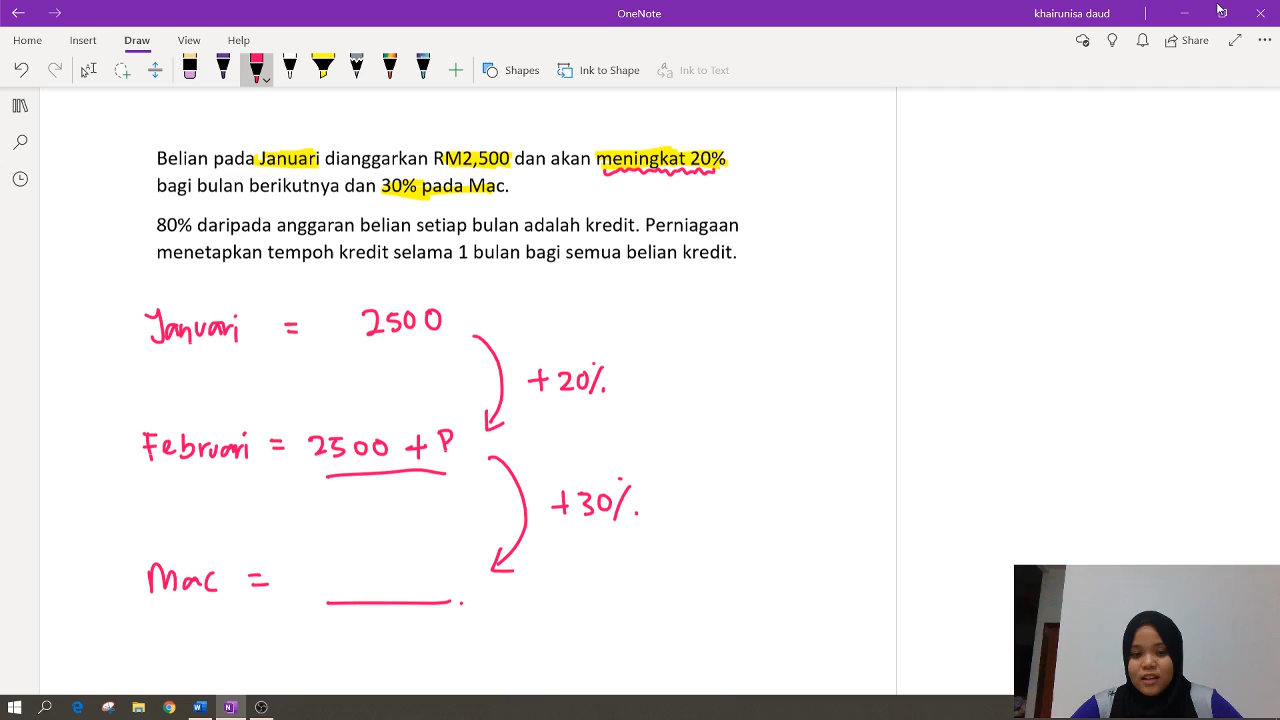 OneNote
khairunisa daud
Home Insert Draw View Help
Share
Shapes Ink to Shape Ink to Text
Belian pada Januari dianggarkan RM2,500 dan akan meningkat 20%
bagi bulan berikutnya dan 30% pada Mac.
80% daripada anggaran belian setiap bulan adalah kredit. Perniagaan
menetapkan tempoh kredit selama 1 bulan bagi semua belian kredit.
Januari = 2500
+20%
Februari = 2500 + P
+30%
Mac =